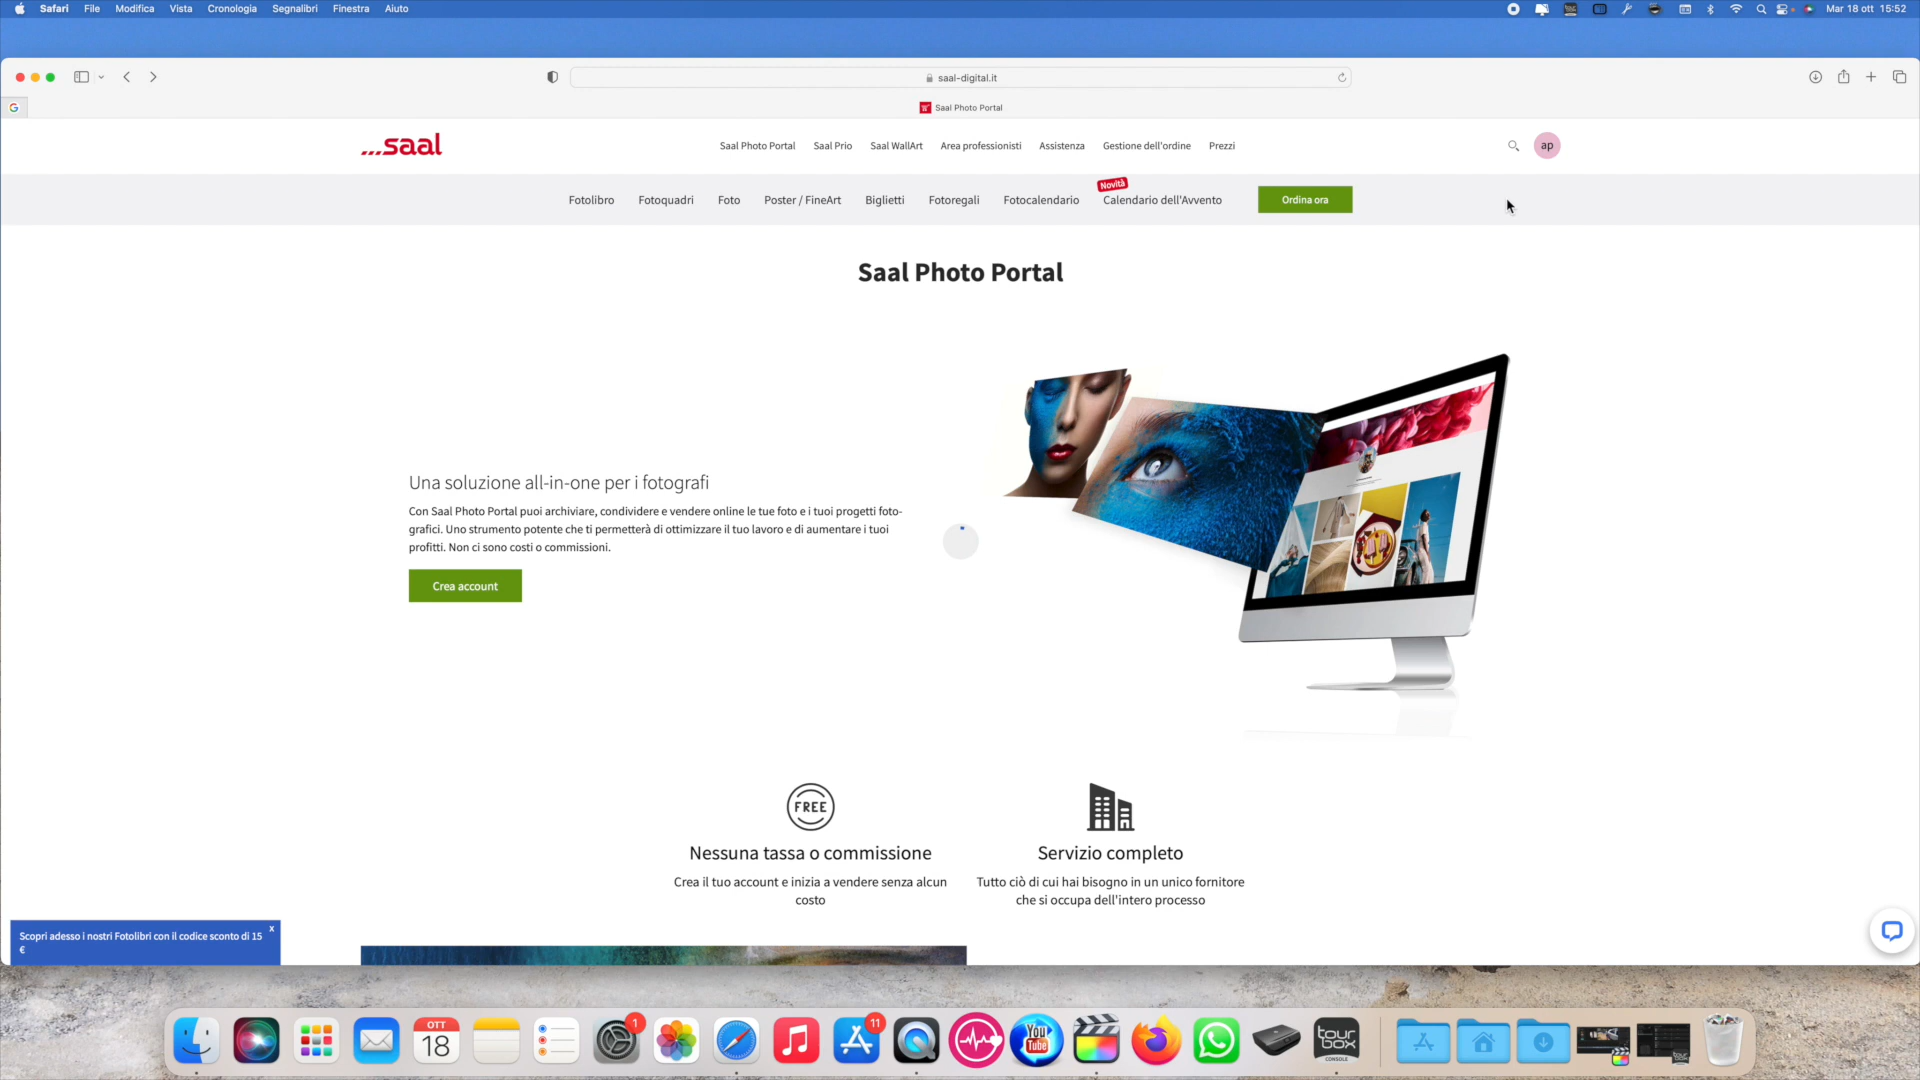 Safari File Modifica Vista Cronologia Segnalibri Finestra Aiuto Mar 18 ott 15:52
saal-digital.it
Saal Photo Portal
...saal
Saal Photo Portal Saal Prio Saal WallArt Area professionisti Assistenza Gestione dell'ordine Prezzi
ap
Novità
Fotolibro Fotoquadri Foto Poster / FineArt Biglietti Fotoregali Fotocalendario Calendario dell'Avvento Ordina ora
Saal Photo Portal
Una soluzione all-in-one per i fotografi
Con Saal Photo Portal puoi archiviare, condividere e vendere online le tue foto e i tuoi progetti foto-
grafici. Uno strumento potente che ti permetterà di ottimizzare il tuo lavoro e di aumentare i tuoi
profitti. Non ci sono costi o commissioni.
Crea account
FREE
Nessuna tassa o commissione
Crea il tuo account e inizia a vendere senza alcun
costo
Servizio completo
Tutto ciò di cui hai bisogno in un unico fornitore
che si occupa dell'intero processo
Scopri adesso i nostri Fotolibri con il codice sconto di 15
€
x
OTT
18
1
11
You
Tube
tour
box
CONSOLE